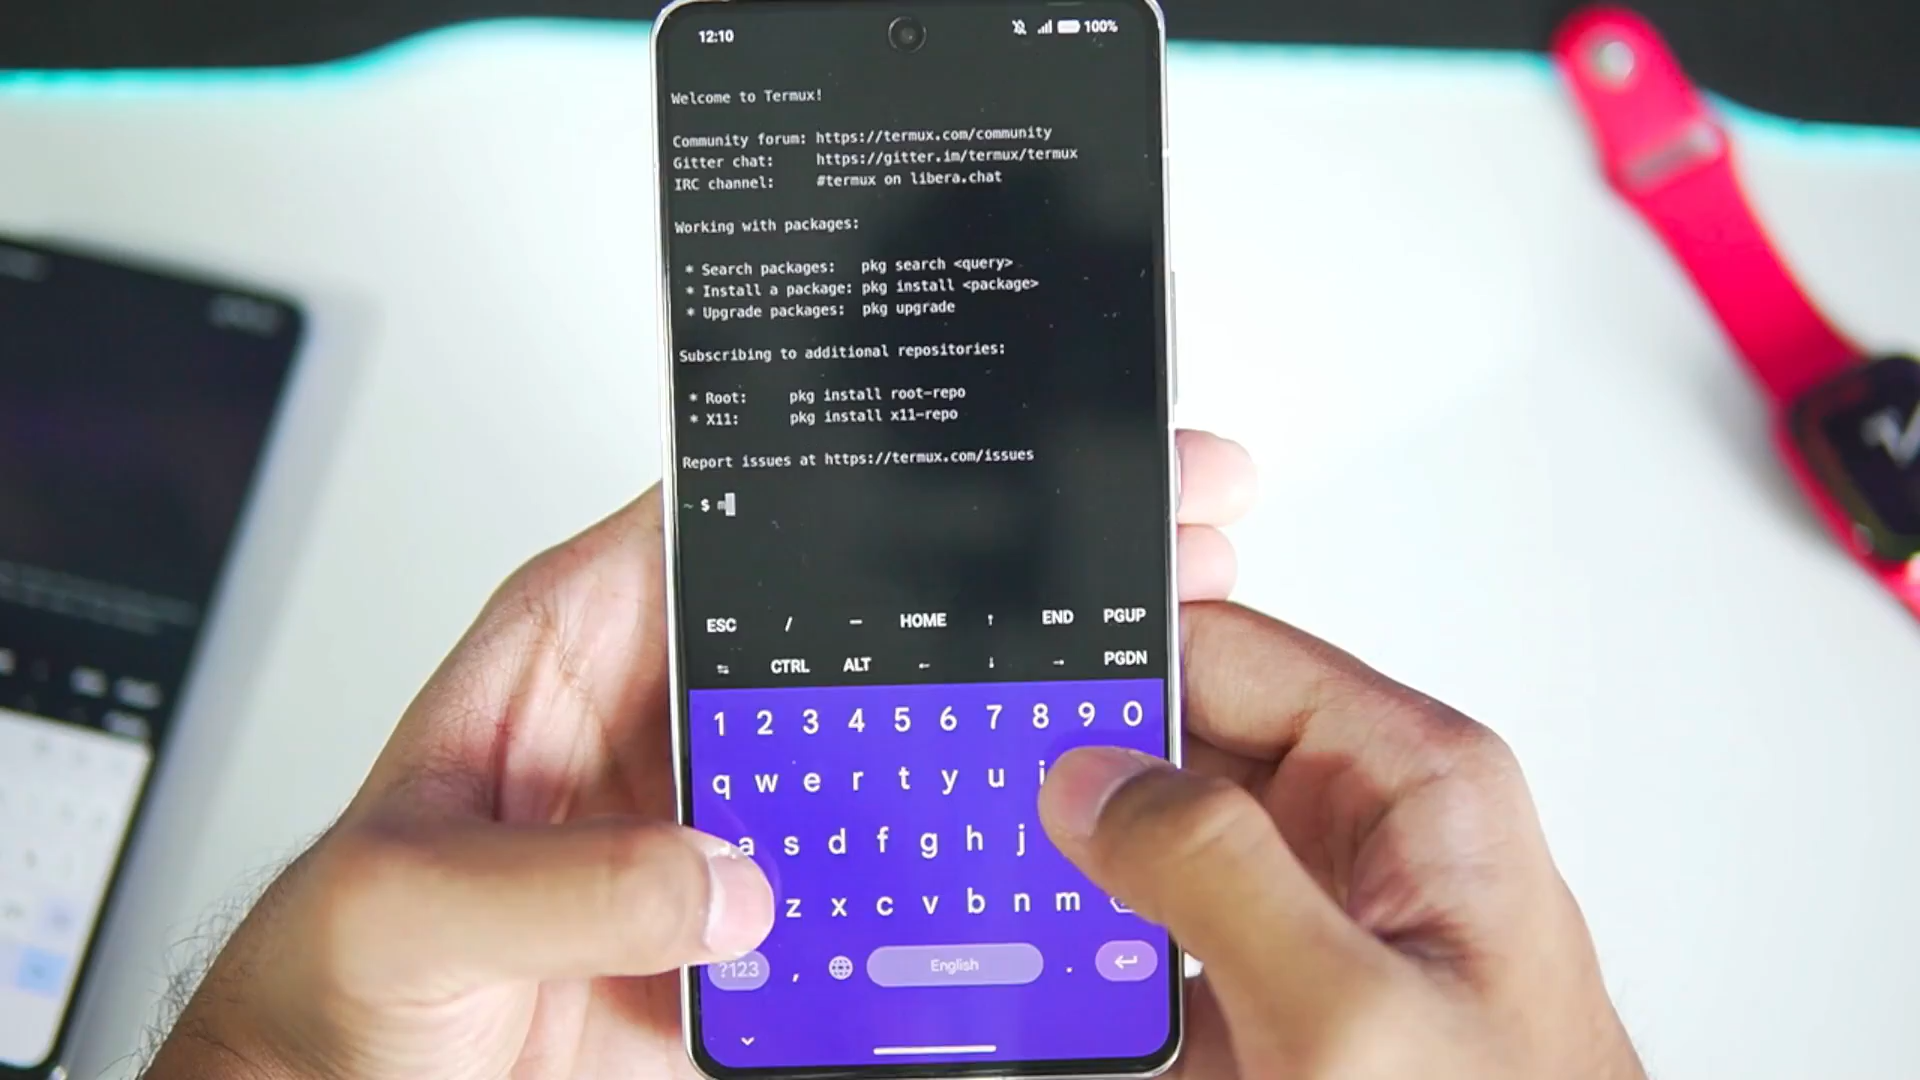 12:10 100%
Welcome to Termux!
Community forum: https://termux.com/community
Gitter chat: https://gitter.im/termux/termux
IRC channel: #termux on libera.chat
Working with packages:
* Search packages: pkg search <query>
* Install a package: pkg install <package>
* Upgrade packages: pkg upgrade
Subscribing to additional repositories:
* Root: pkg install root-repo
* X11: pkg install x11-repo
Report issues at https://termux.com/issues
~ $ m
ESC / — HOME ↑ END PGUP
⇆ CTRL ALT ← ↓ → PGDN
1 2 3 4 5 6 7 8 9 0
q w e r t y u i
a s d f g h j
z x c v b n m
?123 , English .